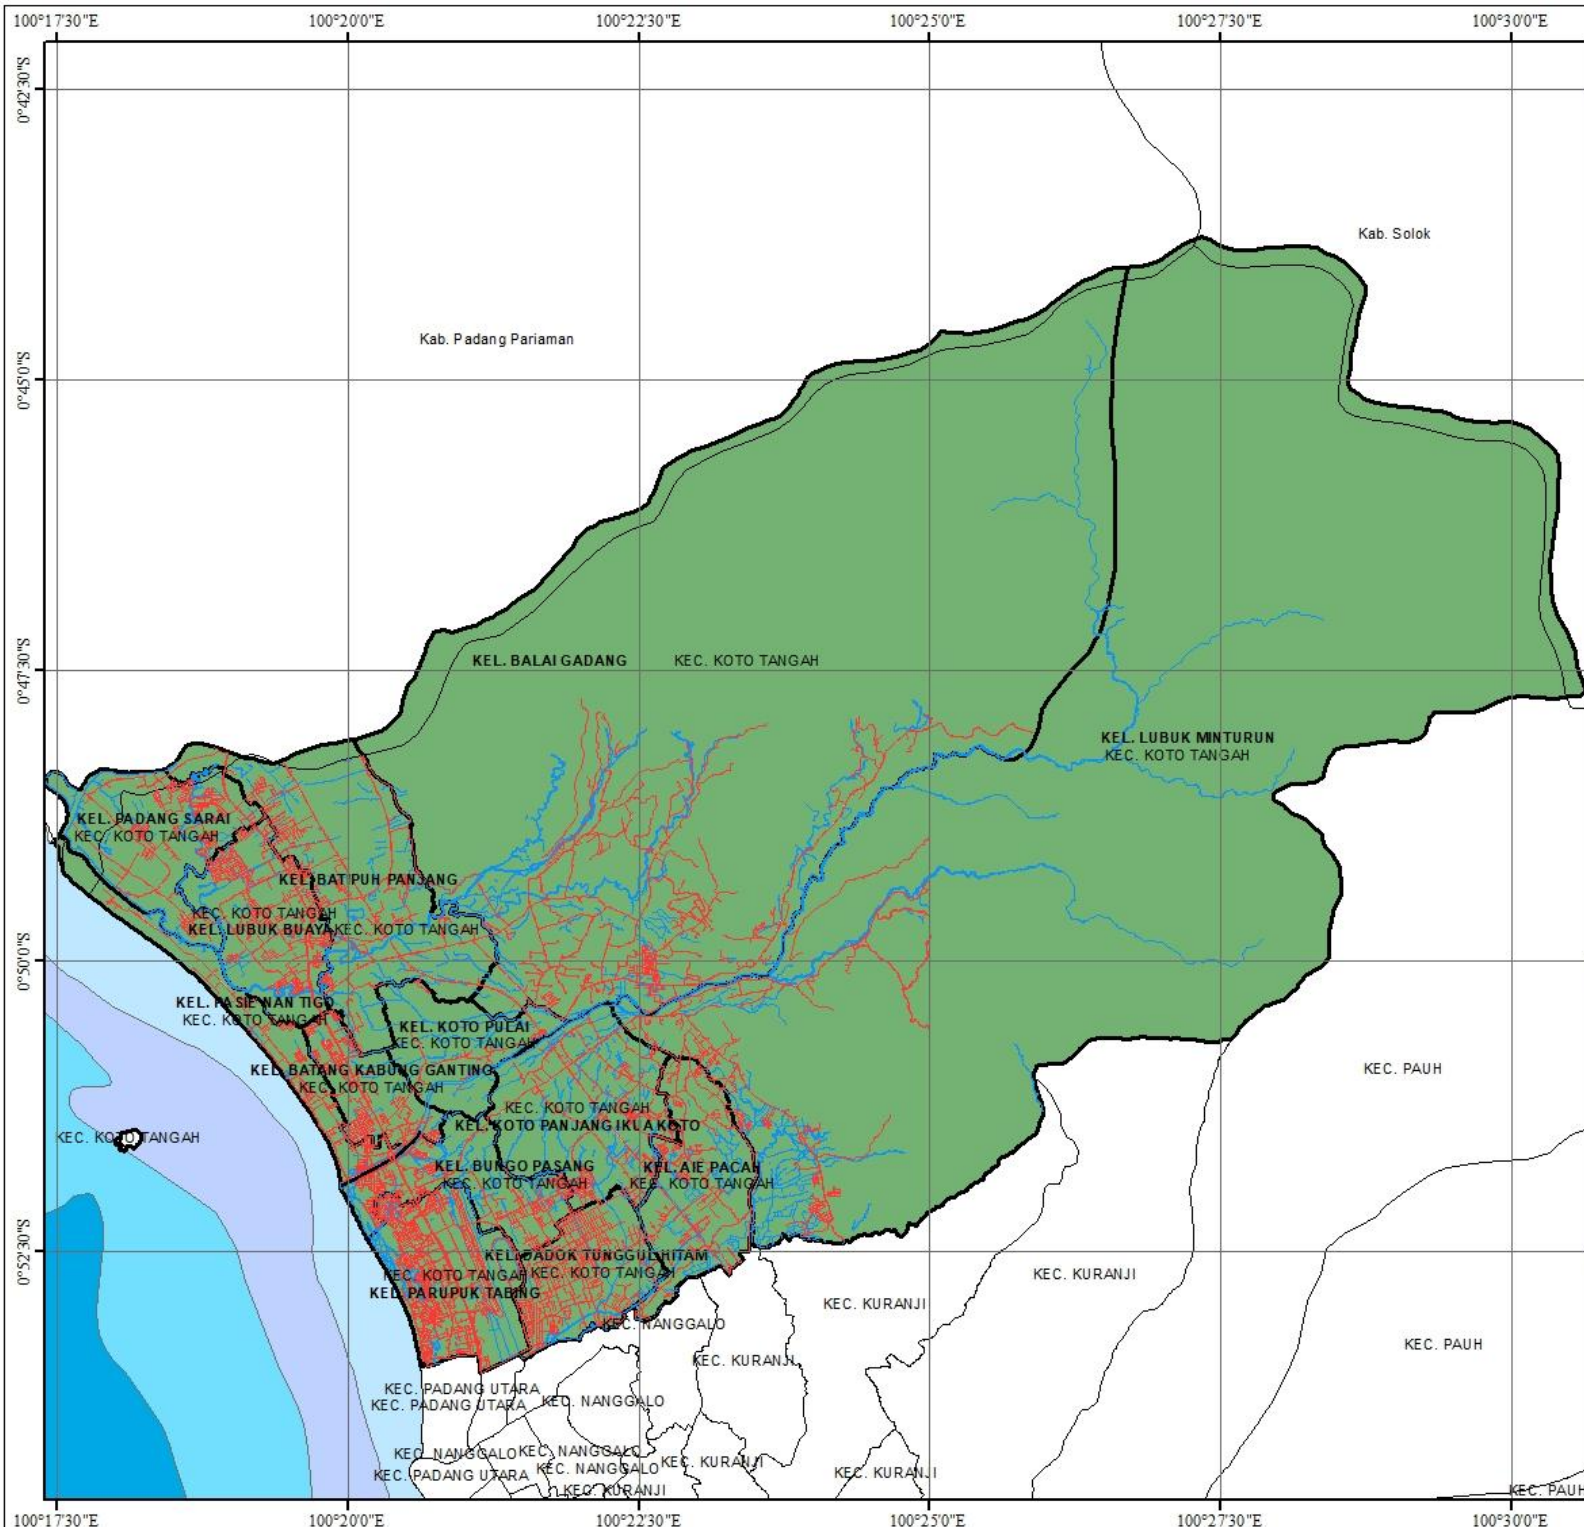 100°17'30"E 100°20'0"E 100°22'30"E 100°25'0"E 100°27'30"E 100°30'0"E
0°42'30"S
Kab. Solok
Kab. Padang Pariaman
0°45'0"S
KEL. BALAI GADANG KEC. KOTO TANGAH
0°47'30"S
KEL. LUBUK MINTURUN
KEC. KOTO TANGAH
KEL. PADANG SARAI
KEC. KOTO TANGAH
KEL. BATIPUH PANJANG
KEC. KOTO TANGAH
KEL. LUBUK BUAYA KEC. KOTO TANGAH
0°50'0"S
KEL. PASIE NAN TIGO
KEC. KOTO TANGAH
KEL. KOTO PULAI
KEC. KOTO TANGAH
KEL. BATANG KABUNG GANTING
KEC. KOTO TANGAH
KEC. PAUH
KEC. KOTO TANGAH
KEL. KOTO PANJANG IKUA KOTO
KEC. KOTO TANGAH
KEL. BUNGO PASANG
KEC. KOTO TANGAH
KEL. AIE PACAH
KEC. KOTO TANGAH
0°52'30"S
KEL. DADOK TUNGGUL HITAM
KEC. KOTO TANGAH
KEC. KOTO TANGAH
KEL. PARUPUK TABING
KEC. KURANJI
KEC. KURANJI
KEC. NANGGALO
KEC. PAUH
KEC. KURANJI
KEC. PADANG UTARA
KEC. PADANG UTARA
KEC. NANGGALO
KEC. NANGGALO
KEC. NANGGALO
KEC. KURANJI
KEC. NANGGALO
KEC. PADANG UTARA
KEC. KURANJI
KEC. KURANJI
KEC. PAUH
100°17'30"E 100°20'0"E 100°22'30"E 100°25'0"E 100°27'30"E 100°30'0"E